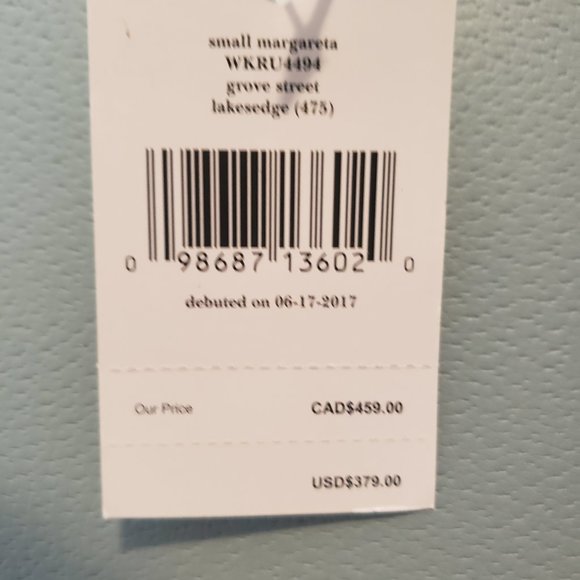 small margareta
WKRU4494
grove street
lakesedge (475)
0 98687 13602 0
debuted on 06-17-2017
Our Price CAD$459.00
USD$379.00